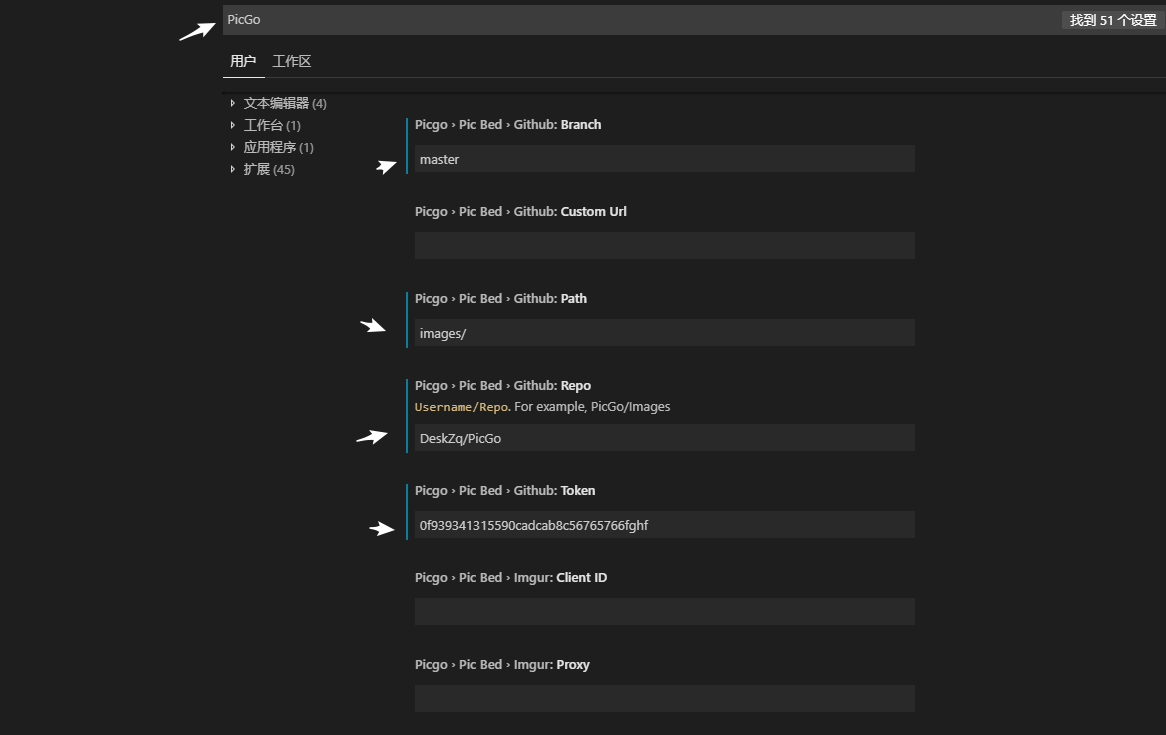 PicGo
找到 51 个设置
用户 工作区
文本编辑器 (4)
工作台 (1)
应用程序 (1)
扩展 (45)
Picgo › Pic Bed › Github: Branch
master
Picgo › Pic Bed › Github: Custom Url
Picgo › Pic Bed › Github: Path
images/
Picgo › Pic Bed › Github: Repo
Username/Repo. For example, PicGo/Images
DeskZq/PicGo
Picgo › Pic Bed › Github: Token
0f939341315590cadcab8c56765766fghf
Picgo › Pic Bed › Imgur: Client ID
Picgo › Pic Bed › Imgur: Proxy